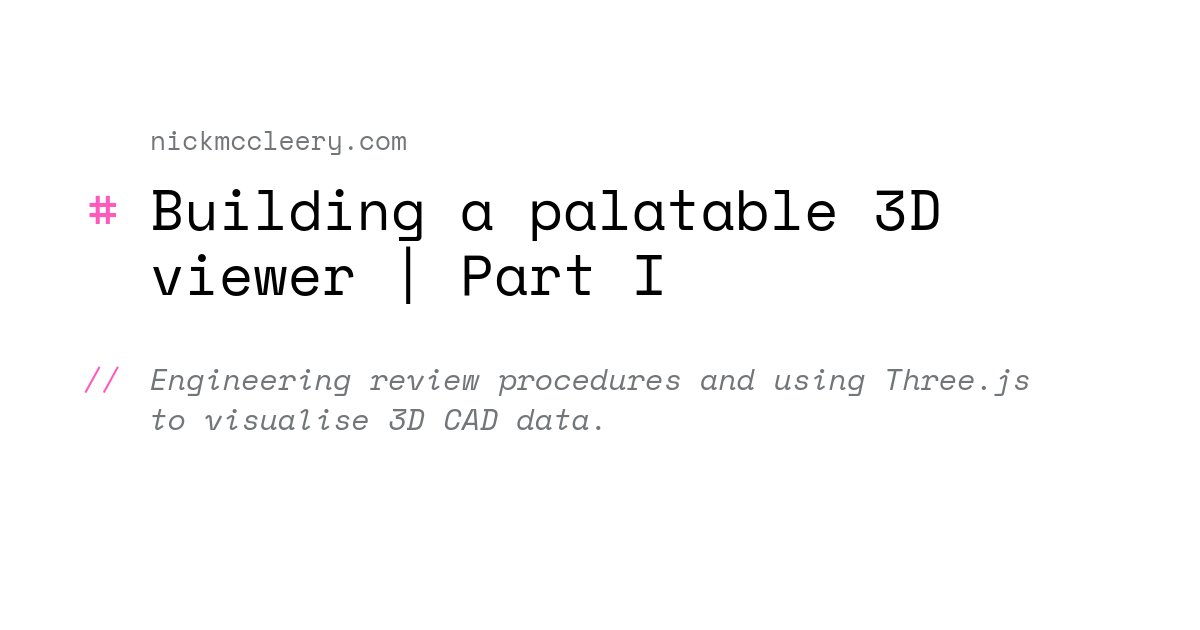 nickmccleery.com
# Building a palatable 3D
viewer | Part I
// Engineering review procedures and using Three.js
to visualise 3D CAD data.